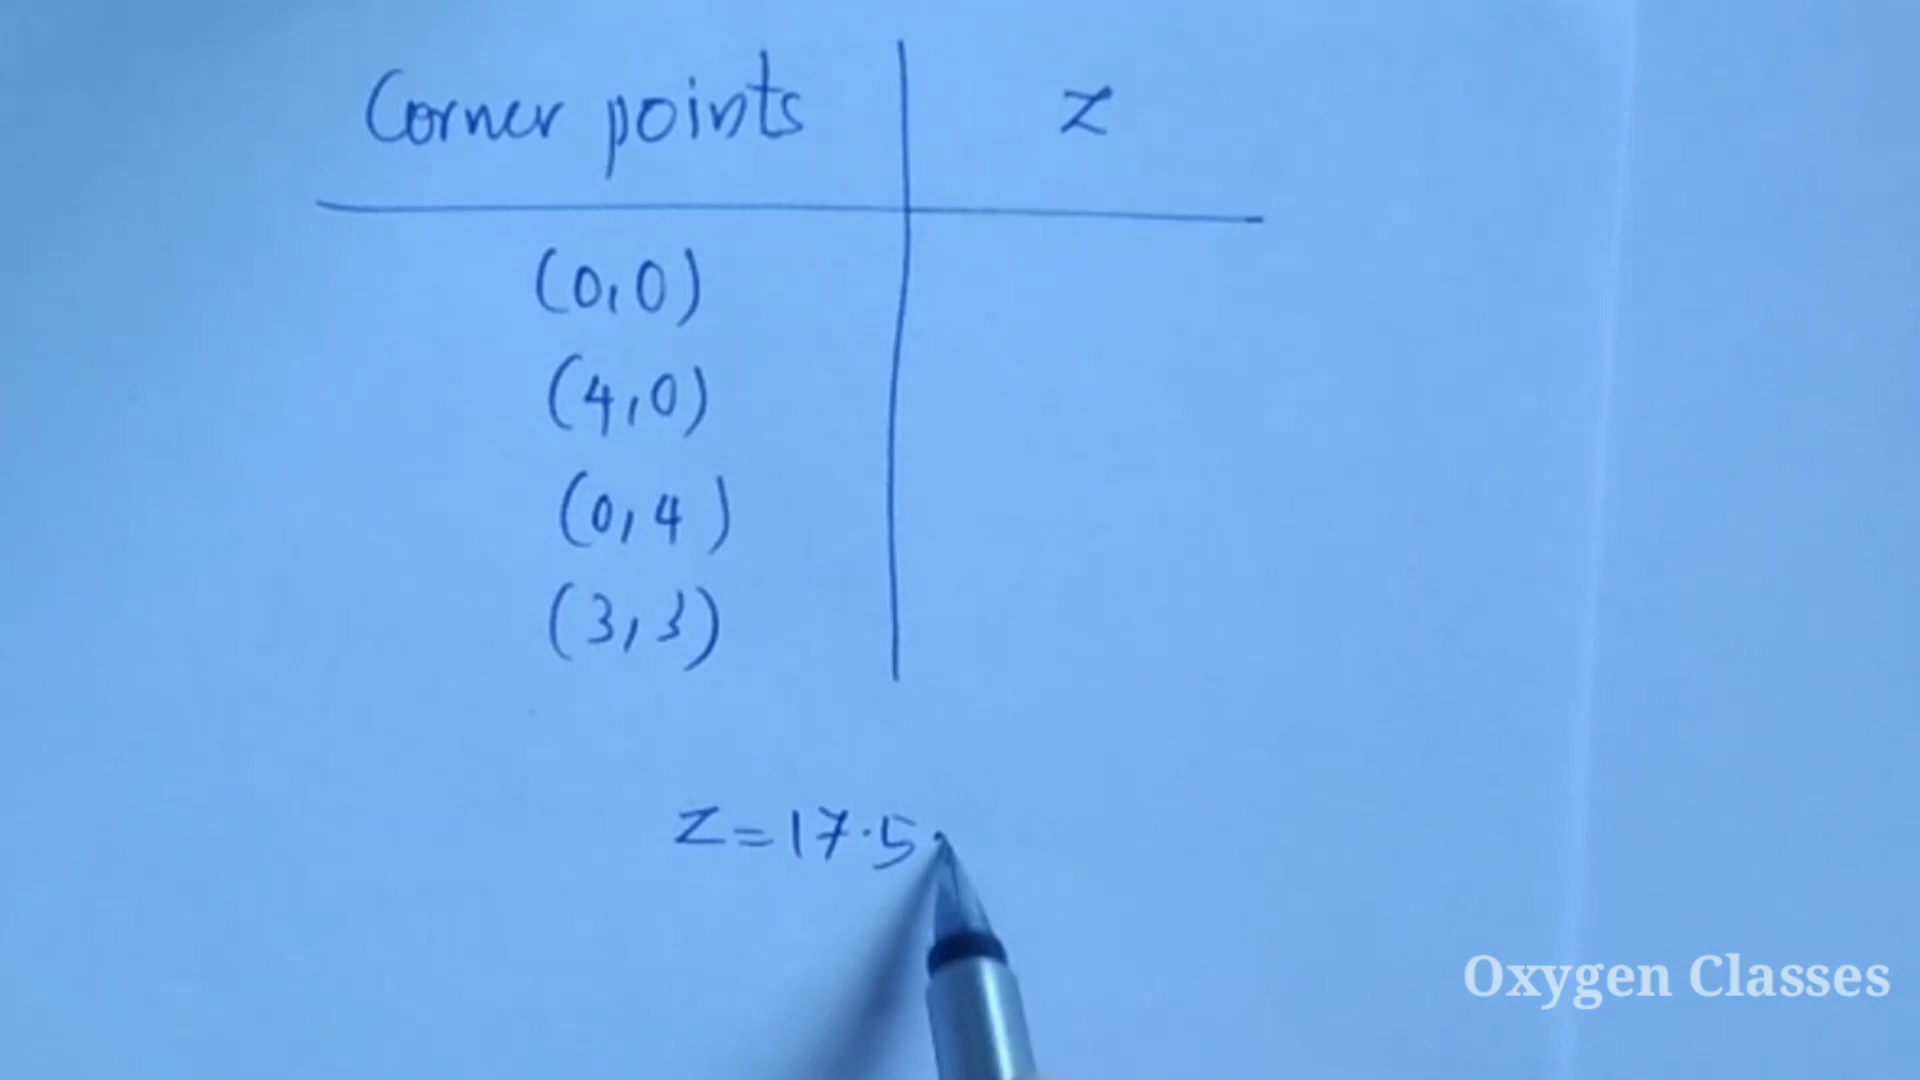 Corner points z
(0,0)
(4,0)
(0,4)
(3,3)
z=17.5
Oxygen Classes